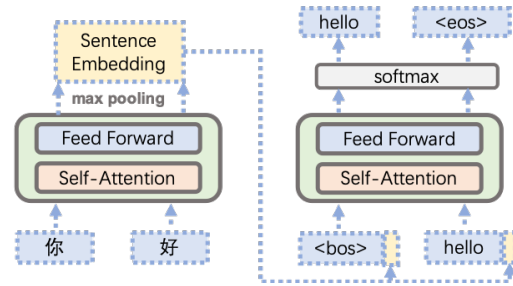 Sentence
Embedding
max pooling
Feed Forward
Self-Attention
你
好
hello
<eos>
softmax
Feed Forward
Self-Attention
<bos>
hello